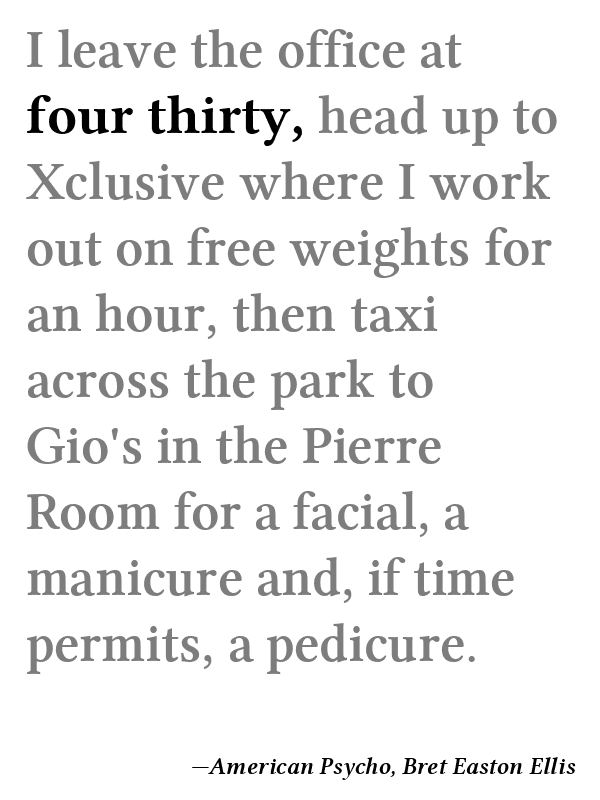 I leave the office at
four thirty, head up to
Xclusive where I work
out on free weights for
an hour, then taxi
across the park to
Gio's in the Pierre
Room for a facial, a
manicure and, if time
permits, a pedicure.
—American Psycho, Bret Easton Ellis